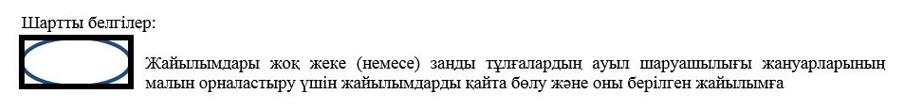 Шартты белгілер:
Жайылымдары жоқ жеке (немесе) заңды тұлғалардың ауыл шаруашылығы жануарларының
малын орналастыру үшін жайылымдарды қайта бөлу және оны берілген жайылымға